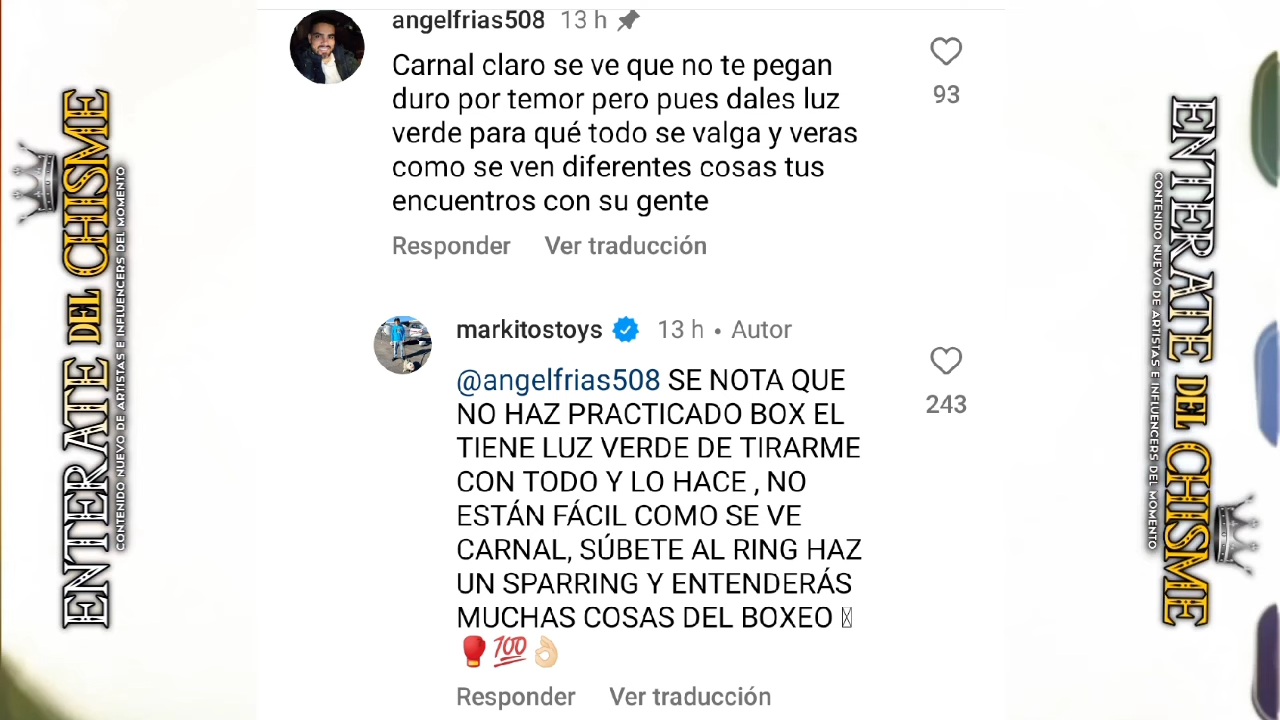 angelfrias508 13 h
Carnal claro se ve que no te pegan
duro por temor pero pues dales luz
verde para qué todo se valga y veras
como se ven diferentes cosas tus
encuentros con su gente
93
Responder Ver traducción
markitostoys 13 h • Autor
@angelfrias508 SE NOTA QUE
NO HAZ PRACTICADO BOX EL
TIENE LUZ VERDE DE TIRARME
CON TODO Y LO HACE , NO
ESTÁN FÁCIL COMO SE VE
CARNAL, SÚBETE AL RING HAZ
UN SPARRING Y ENTENDERÁS
MUCHAS COSAS DEL BOXEO
🥊💯👌🏻
243
Responder Ver traducción
ENTERATE DEL CHISME
CONTENIDO NUEVO DE ARTISTAS E INFLUENCERS DEL MOMENTO
ENTERATE DEL CHISME
CONTENIDO NUEVO DE ARTISTAS E INFLUENCERS DEL MOMENTO